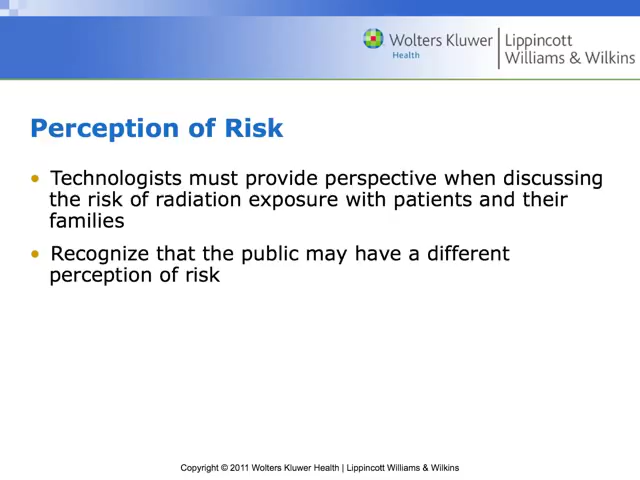 Wolters Kluwer
Health
Lippincott
Williams & Wilkins
Perception of Risk
• Technologists must provide perspective when discussing
the risk of radiation exposure with patients and their
families
• Recognize that the public may have a different
perception of risk
Copyright © 2011 Wolters Kluwer Health | Lippincott Williams & Wilkins